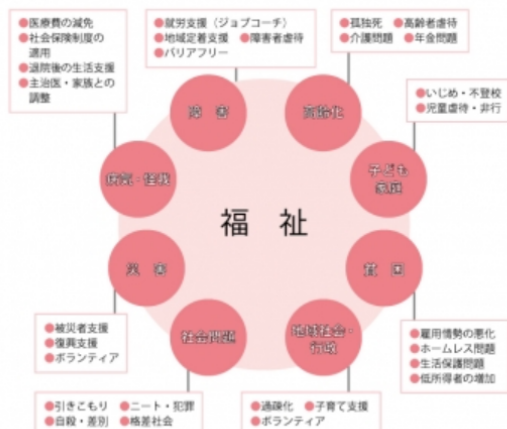 ●医療費の減免
●社会保険制度の
適用
●退院後の生活支援
●主治医・家族との
調整
●就労支援（ジョブコーチ）
●地域定着支援 ●障害者虐待
●バリアフリー
●孤独死 ●高齢者虐待
●介護問題 ●年金問題
●いじめ・不登校
●児童虐待・非行
障 害
高齢化
病気・怪我
子ども
家庭
福 祉
災 害
貧 困
社会問題
地域社会・
行政
●被災者支援
●復興支援
●ボランティア
●雇用情勢の悪化
●ホームレス問題
●生活保護問題
●低所得者の増加
●引きこもり ●ニート・犯罪
●自殺・差別 ●格差社会
●過疎化 ●子育て支援
●ボランティア